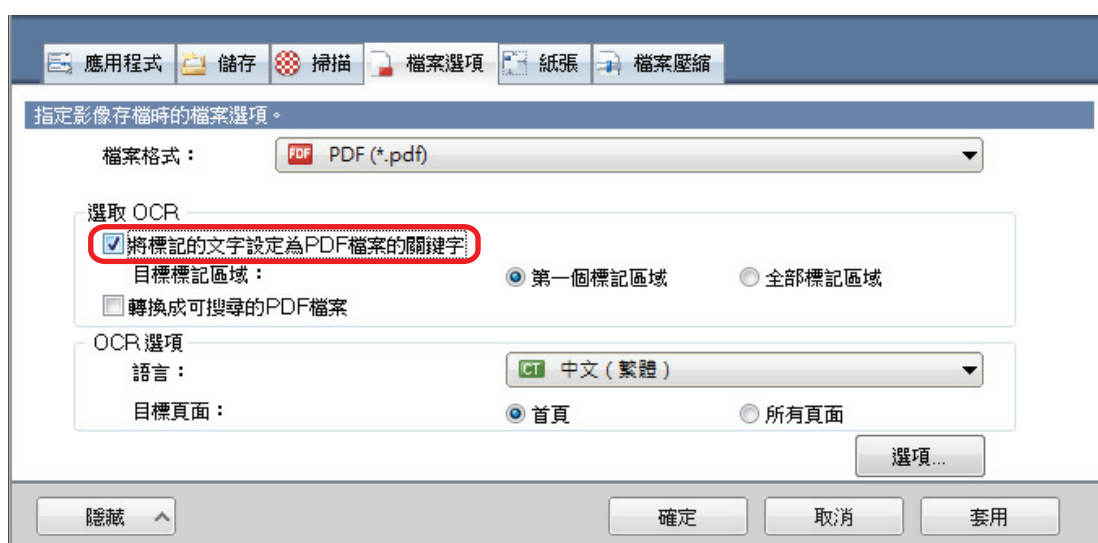 應用程式 儲存 掃描 檔案選項 紙張 檔案壓縮
指定影像存檔時的檔案選項。
檔案格式： PDF PDF (*.pdf)
選取 OCR
將標記的文字設定為PDF檔案的關鍵字
目標標記區域： 第一個標記區域 全部標記區域
轉換成可搜尋的PDF檔案
OCR 選項
語言： CT 中文 ( 繁體 )
目標頁面： 首頁 所有頁面
選項...
隱藏 確定 取消 套用